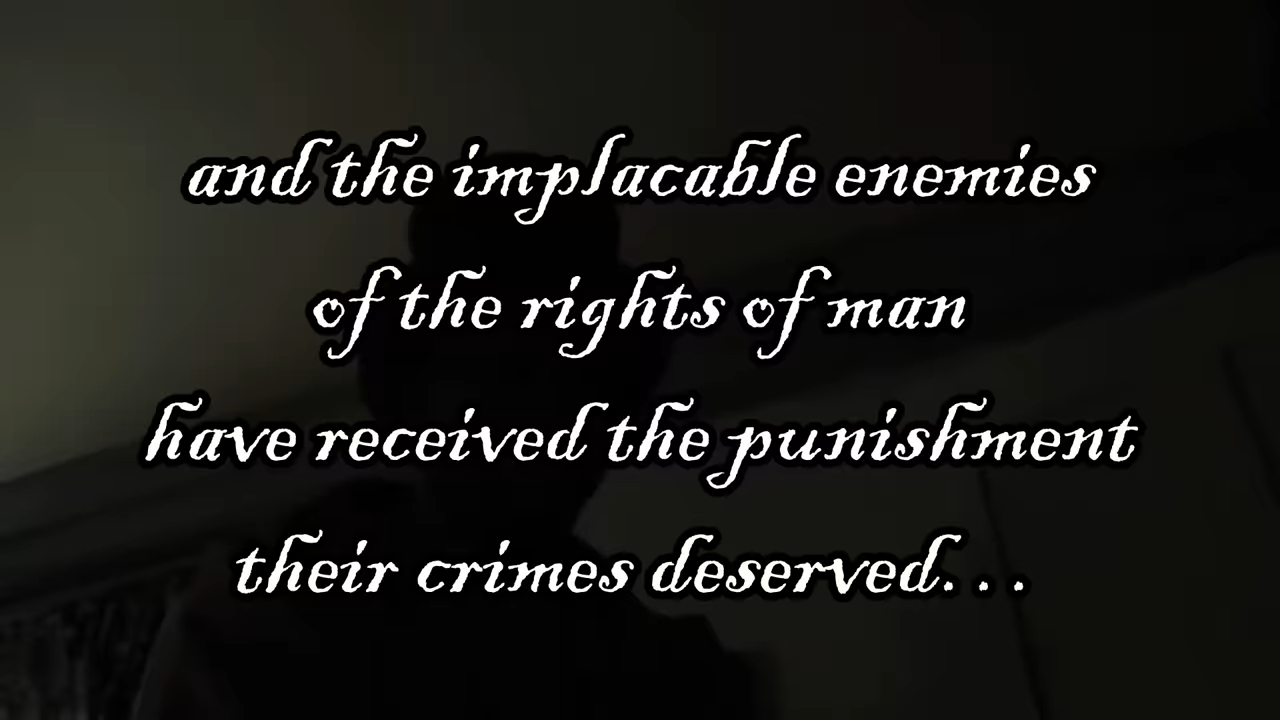 and the implacable enemies
of the rights of man
have received the punishment
their crimes deserved...